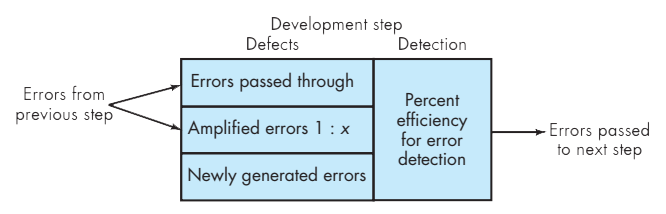 Development step
Defects
Detection
Errors from
previous step
Errors passed through
Amplified errors 1 : x
Newly generated errors
Percent
efficiency
for error
detection
Errors passed
to next step